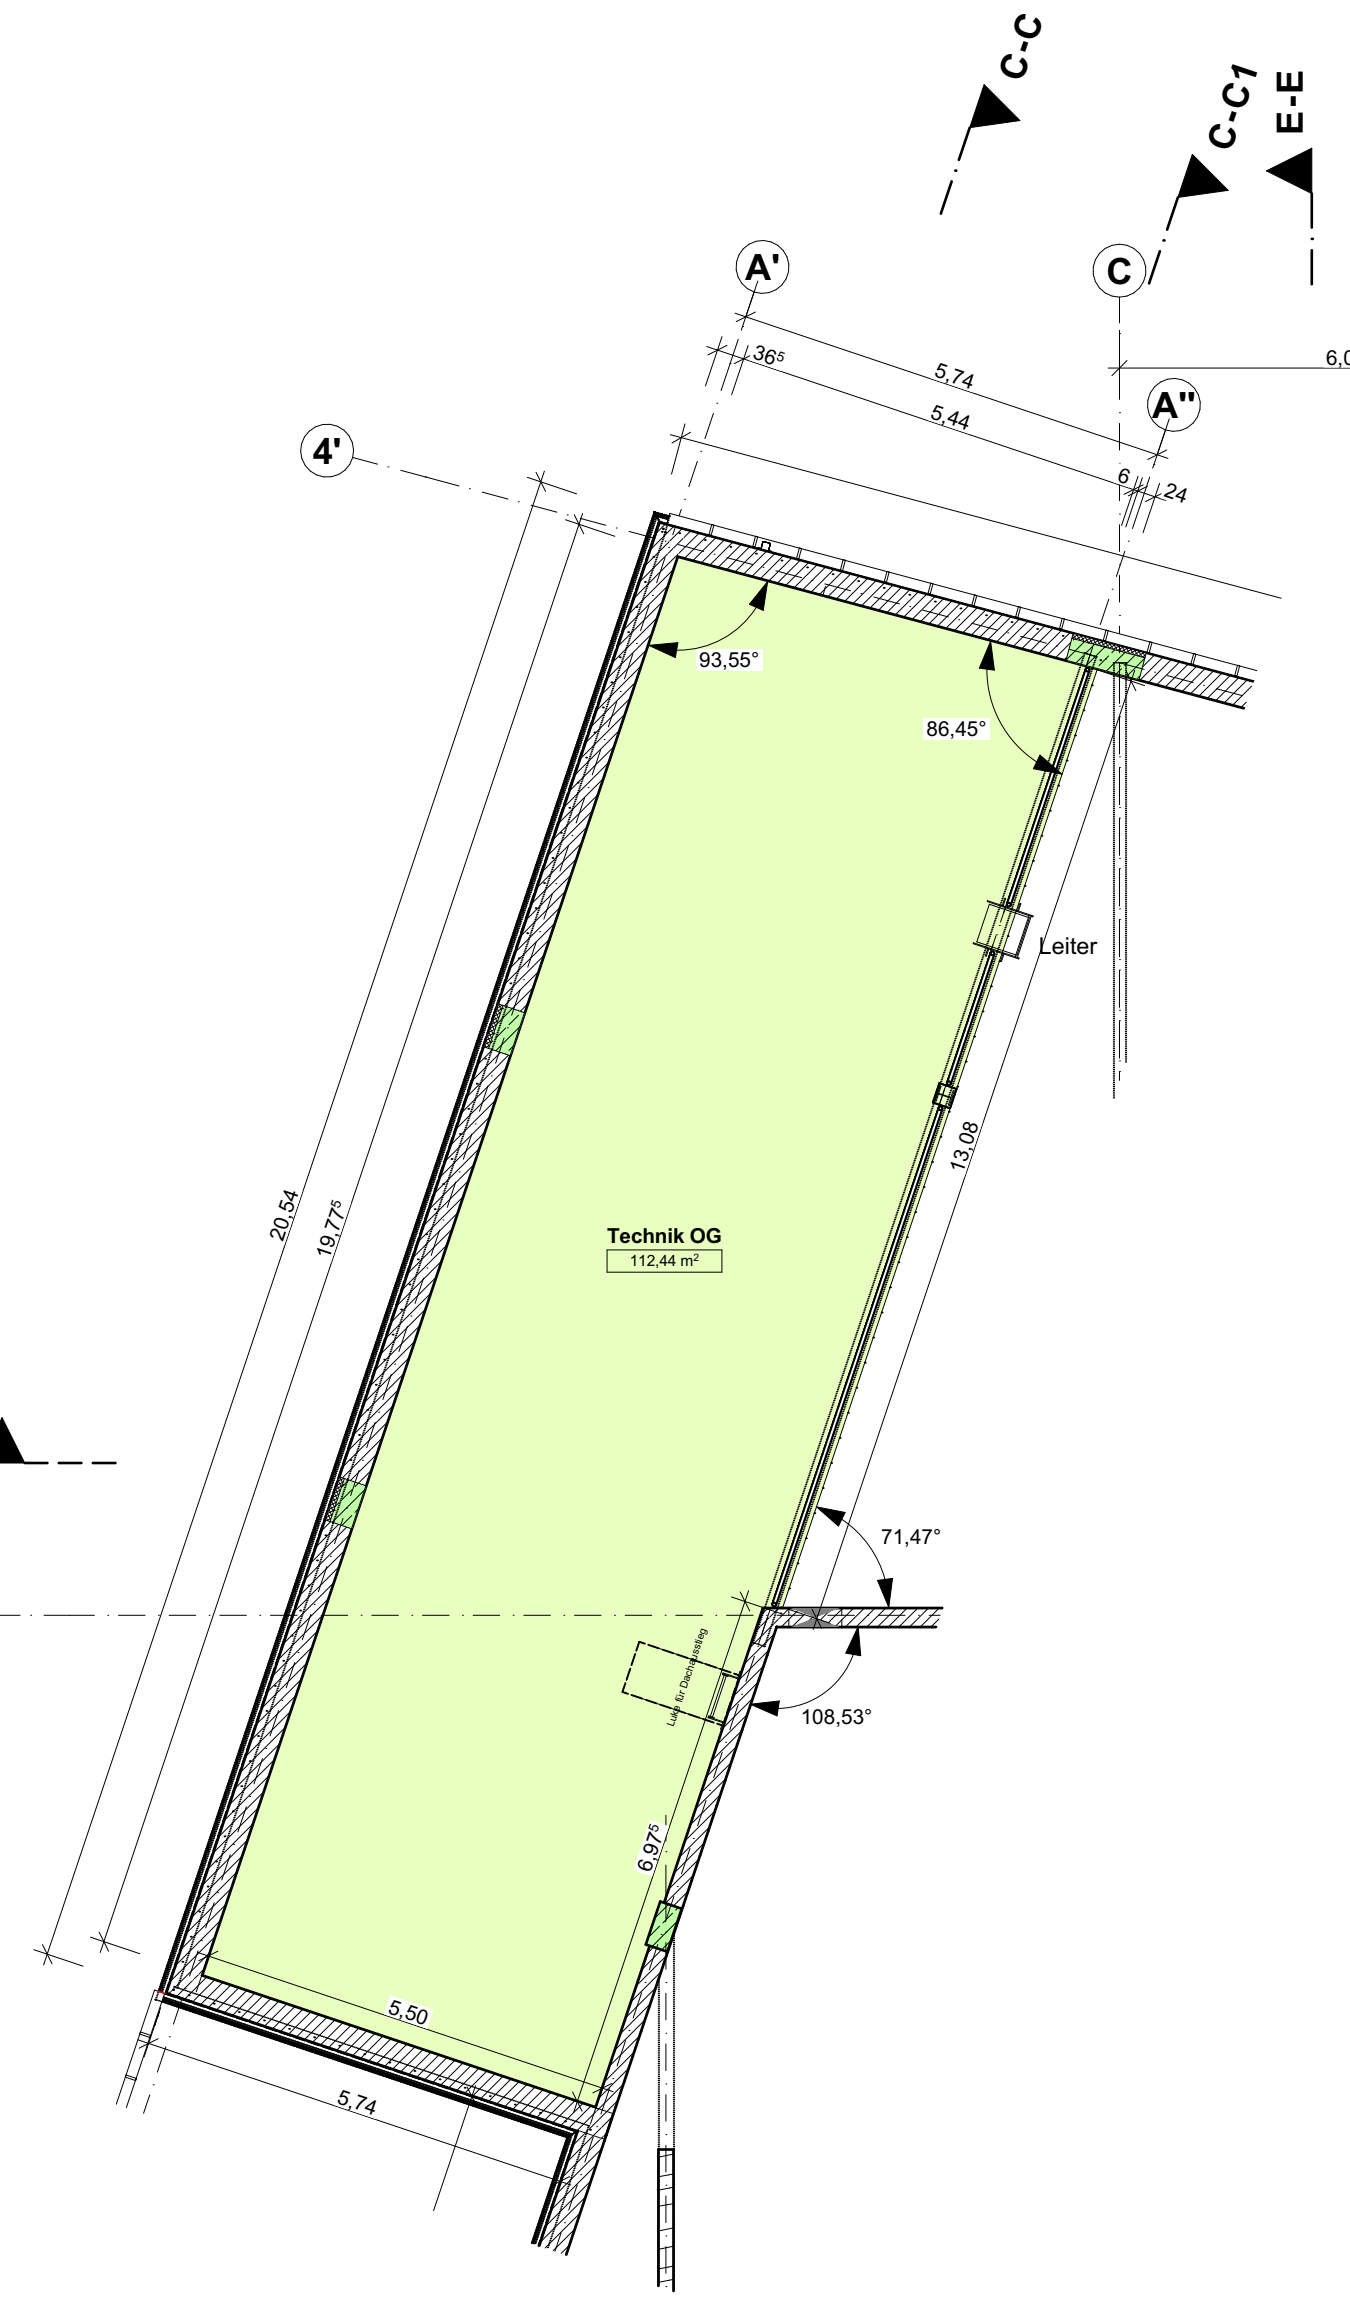 C-C
C-C1
E-E
A'
C
36⁵
5,74
6,0
5,44
A''
4'
6
24
93,55°
86,45°
Leiter
13,08
20,54
19,77⁵
Technik OG
112,44 m²
71,47°
Luke für Dachausstieg
108,53°
6,97⁵
5,50
5,74